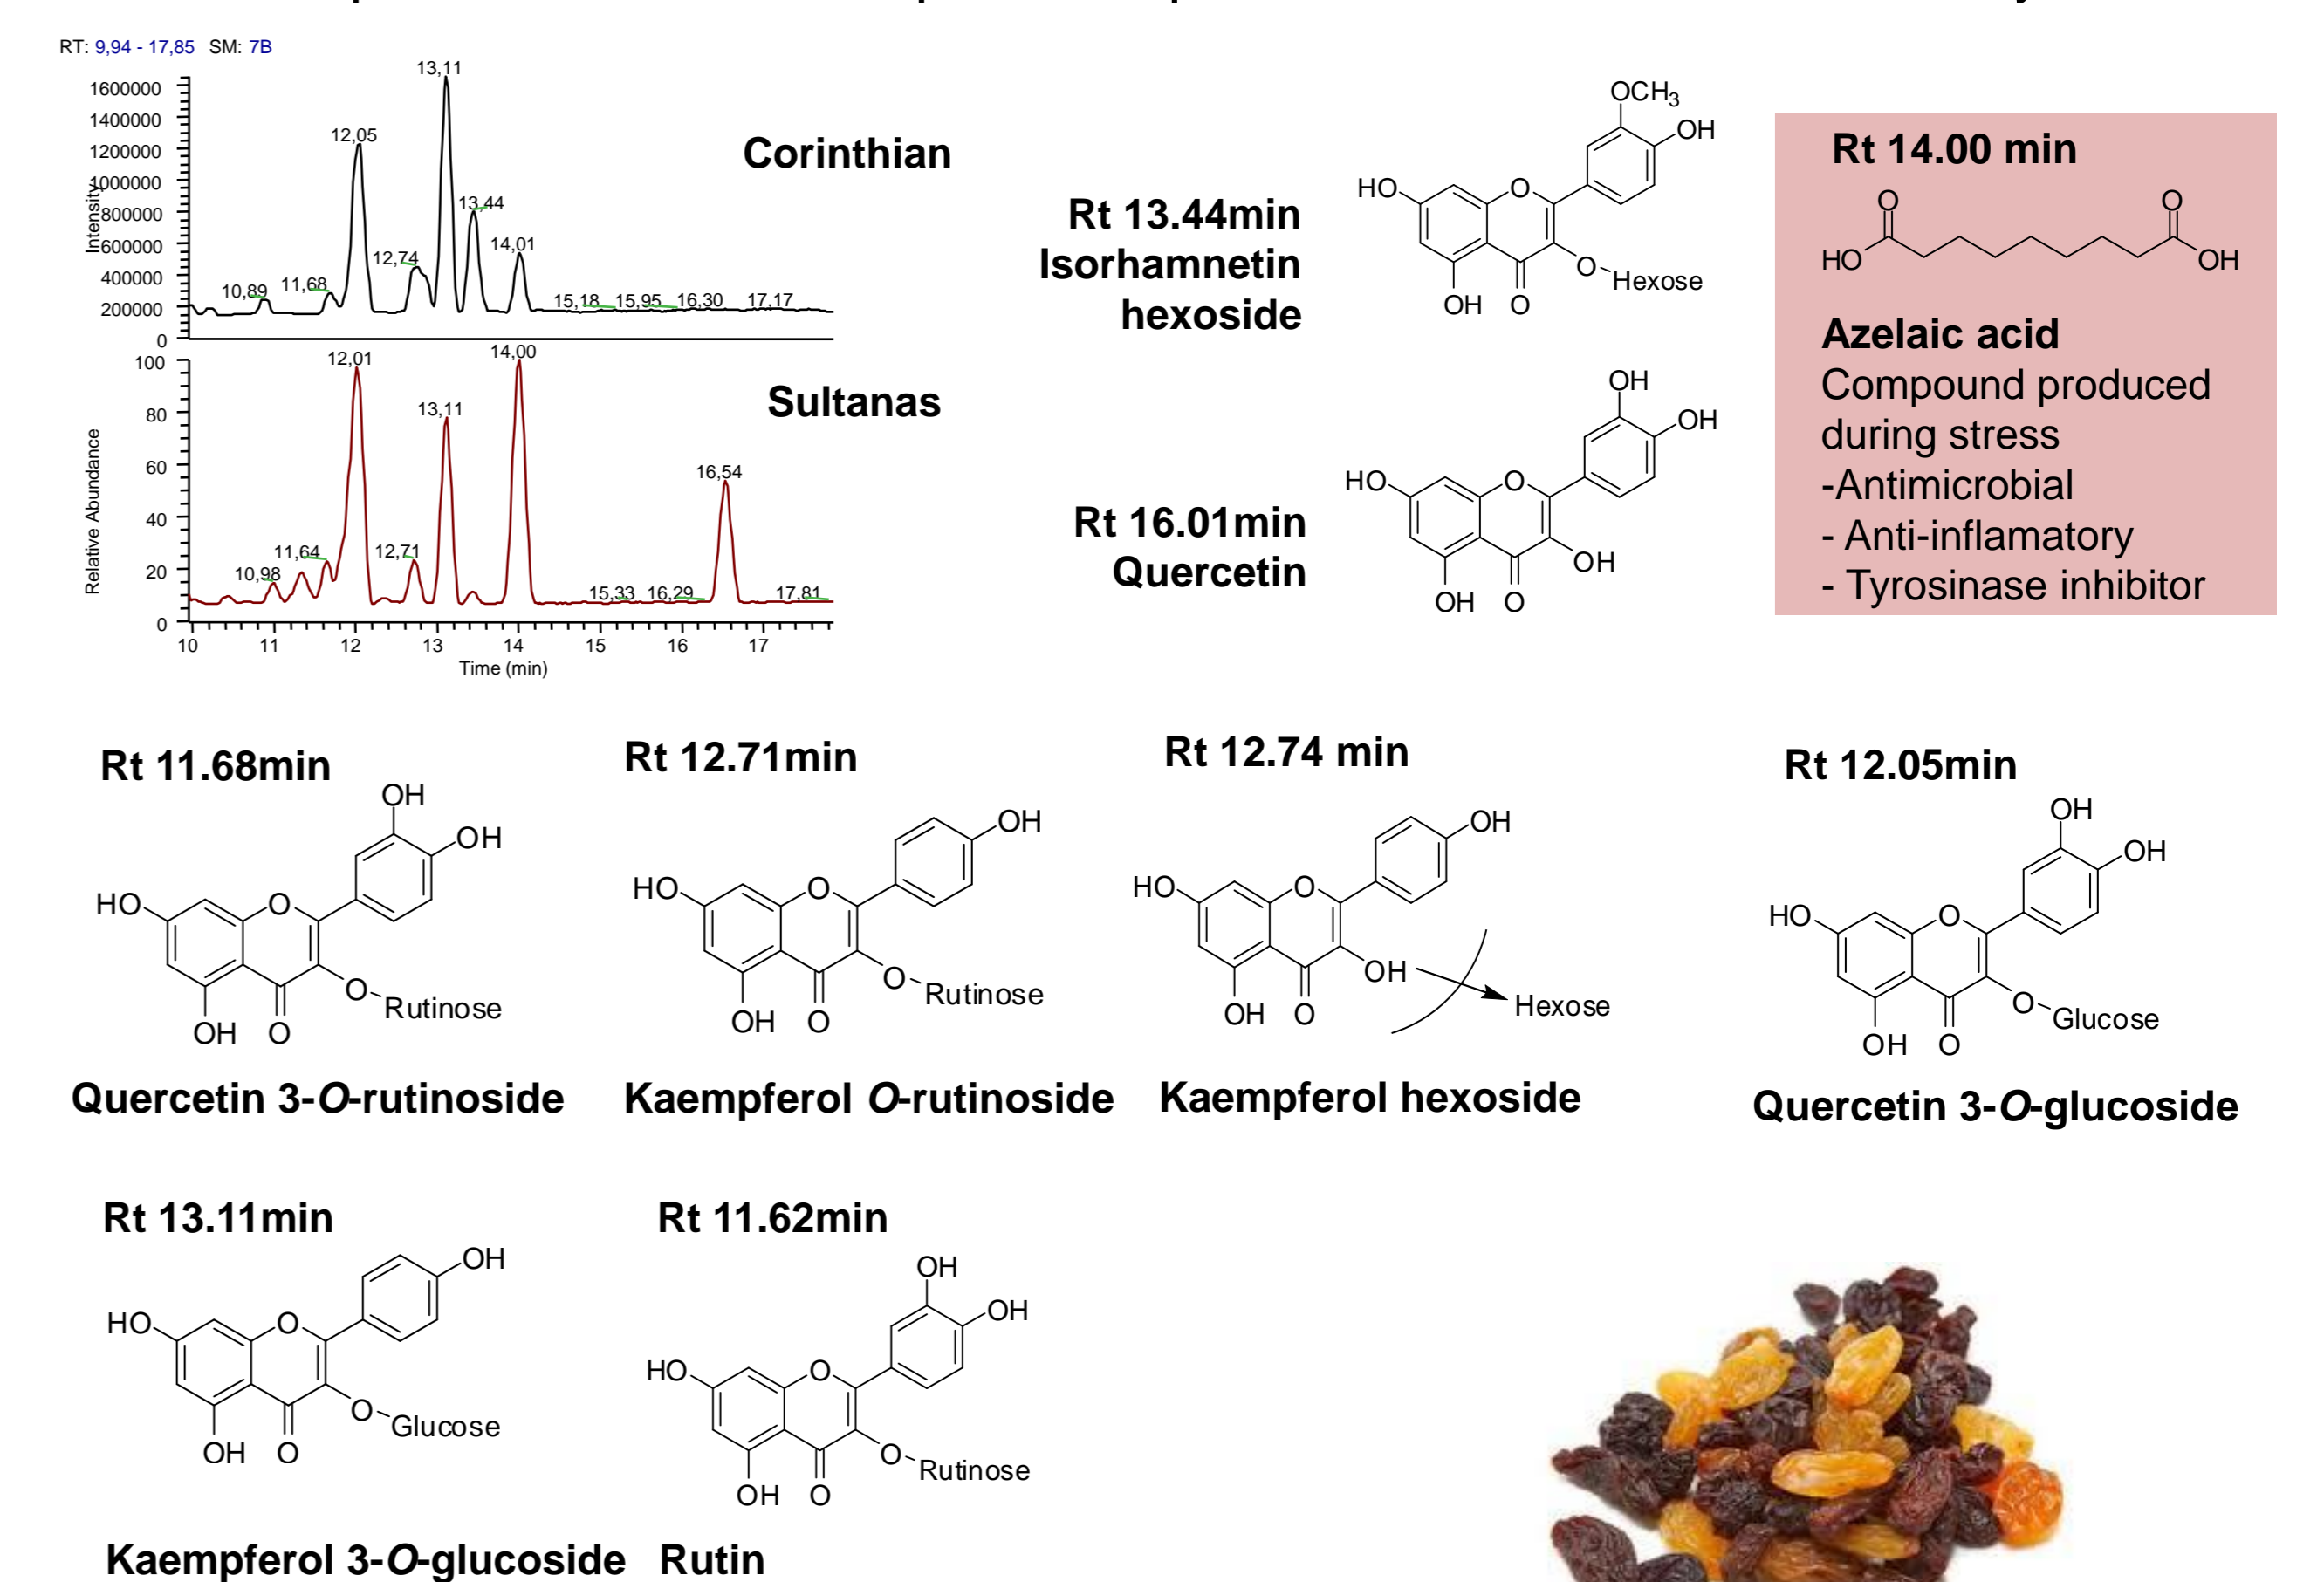 RT: 9,94 - 17,85 SM: 7B
1600000
1400000
1200000
1000000
800000
600000
400000
200000
0
Intensity
13,11
12,05
13,44
14,01
12,74
10,89
11,68
15,18
15,95
16,30
17,17
Corinthian
100
80
60
40
20
0
Relative Abundance
12,01
14,00
13,11
16,54
11,64
12,71
10,98
15,33
16,29
17,81
Sultanas
10 11 12 13 14 15 16 17
Time (min)
Rt 13.44min
Isorhamnetin
hexoside
OCH3
OH
HO
O
O
Hexose
OH O
Rt 16.01min
Quercetin
OH
OH
HO
O
OH
OH O
Rt 14.00 min
O O
HO OH
Azelaic acid
Compound produced
during stress
-Antimicrobial
- Anti-inflamatory
- Tyrosinase inhibitor
Rt 11.68min
OH
OH
HO
O
O
Rutinose
OH O
Quercetin 3-O-rutinoside
Rt 12.71min
OH
HO
O
O
Rutinose
OH O
Kaempferol O-rutinoside
Rt 12.74 min
OH
HO
O
OH
Hexose
OH O
Kaempferol hexoside
Rt 12.05min
OH
OH
HO
O
O
Glucose
OH O
Quercetin 3-O-glucoside
Rt 13.11min
OH
HO
O
O
Glucose
OH O
Kaempferol 3-O-glucoside
Rt 11.62min
OH
OH
HO
O
O
Rutinose
OH O
Rutin